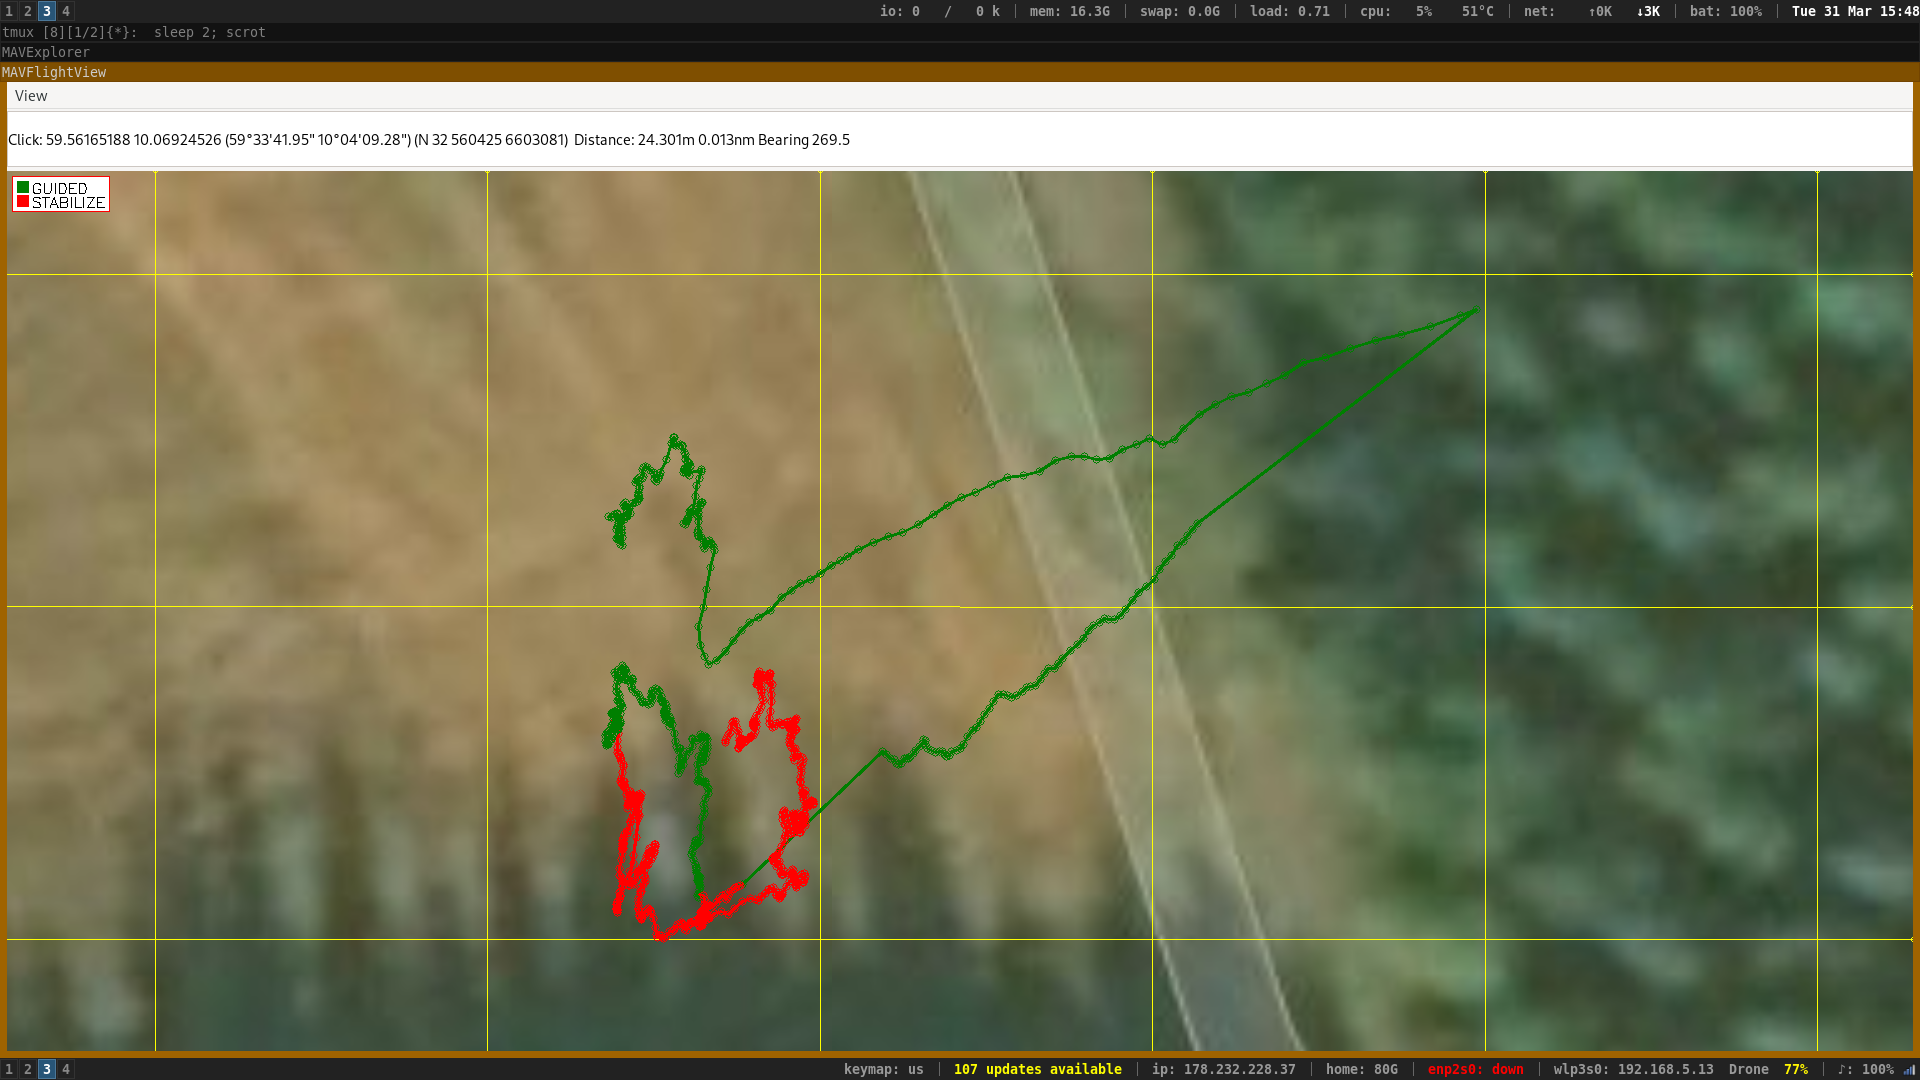 1 2 3 4 io: 0 / 0 k | mem: 16.3G | swap: 0.0G | load: 0.71 | cpu: 5% 51°C | net: ↑0K ↓3K | bat: 100% | Tue 31 Mar 15:48
tmux [8][1/2]{*}: sleep 2; scrot
MAVExplorer
MAVFlightView
View
Click: 59.56165188 10.06924526 (59°33'41.95" 10°04'09.28") (N 32 560425 6603081) Distance: 24.301m 0.013nm Bearing 269.5
GUIDED
STABILIZE
1 2 3 4 keymap: us | 107 updates available | ip: 178.232.228.37 | home: 80G | enp2s0: down | wlp3s0: 192.168.5.13 Drone 77% | ♪: 100%